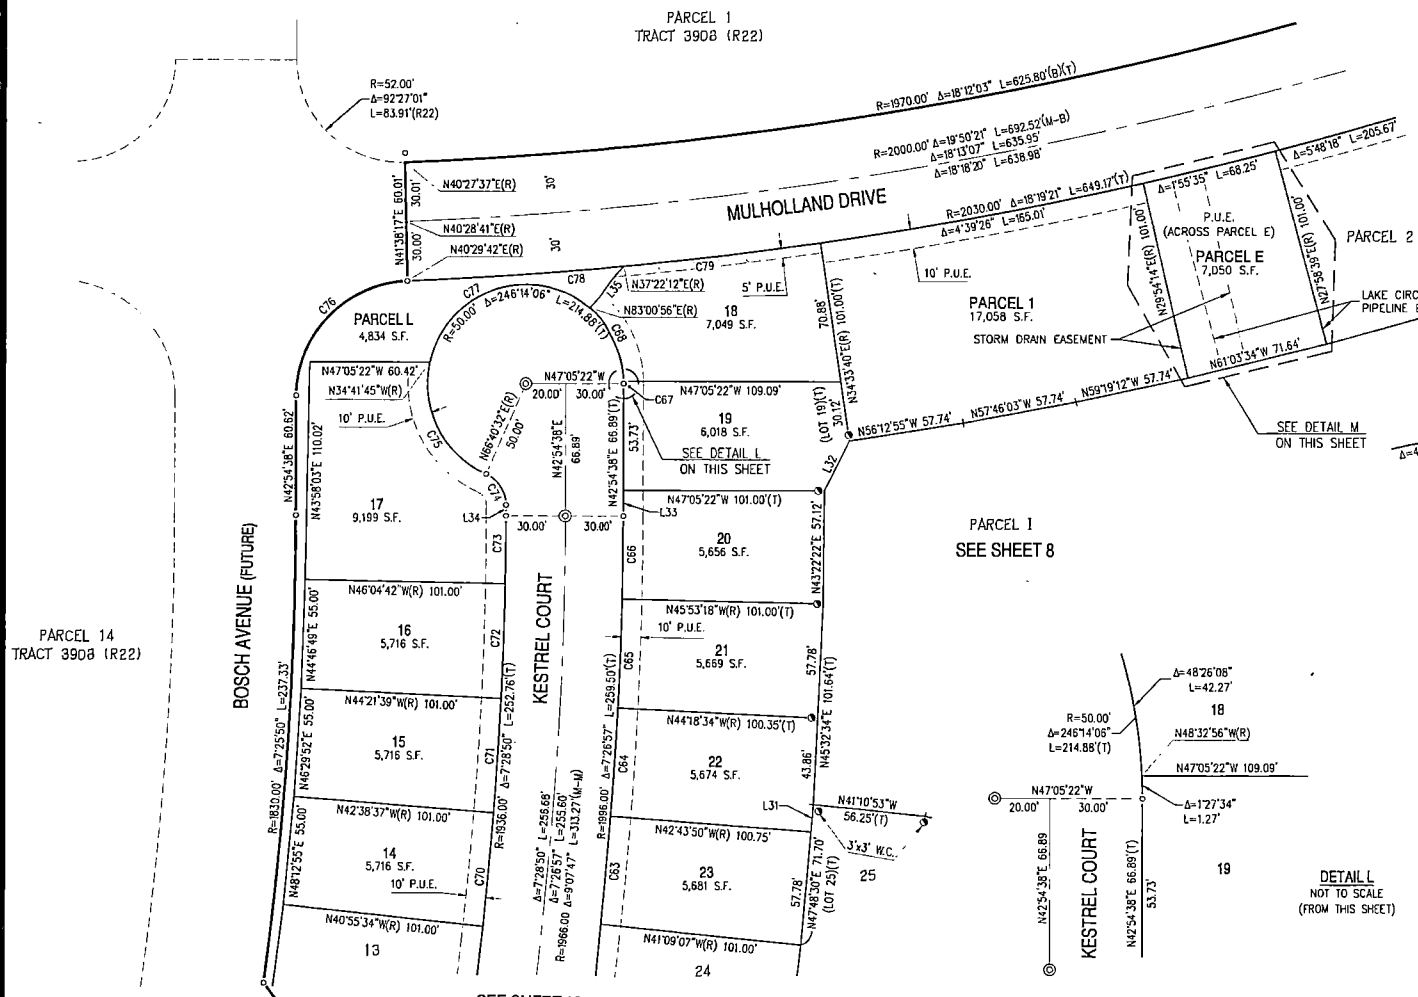 PARCEL 1
TRACT 3908 (R22)
R=52.00'
Δ=92°27'01"
L=83.91'(R22)
R=1970.00' Δ=18°12'03" L=625.80'(B)(T)
R=2000.00' Δ=19°50'21" L=692.52'(M-B)
Δ=18°13'07" L=635.95'
Δ=18°18'20" L=638.98'
MULHOLLAND DRIVE
R=2030.00' Δ=18°19'21" L=649.17'(T)
Δ=4°39'26" L=165.01'
Δ=1°55'35" L=68.25'
Δ=5°48'18" L=205.67'
N41°38'17"E 60.01'
30.01'
30.00'
N40°27'37"E(R)
N40°28'41"E(R)
N40°29'42"E(R)
30'
30'
C76
C77
C78
C79
L35
C68
N37°22'12"E(R)
N83°00'56"E(R)
5' P.U.E.
10' P.U.E.
R=50.00' Δ=246°14'06" L=214.88'(T)
PARCEL L
4,834 S.F.
18
7,049 S.F.
70.88'
N34°33'40"E(R) 101.00'(T)
30.12'
(LOT 19)(T)
PARCEL 1
17,058 S.F.
STORM DRAIN EASEMENT
P.U.E.
(ACROSS PARCEL E)
PARCEL E
7,050 S.F.
N29°54'14"E(R) 101.00'
N27°58'39"E(R) 101.00'
PARCEL 2
LAKE CIRC
PIPELINE E
N61°03'34"W 71.64'
N59°19'12"W 57.74'
N57°46'03"W 57.74'
N56°12'55"W 57.74'
SEE DETAIL M
ON THIS SHEET
Δ=4
N47°05'22"W 60.42'
N34°41'45"W(R)
10' P.U.E.
C75
N66°40'32"E(R)
50.00'
C74
L34
N47°05'22"W
20.00'
30.00'
N42°54'38"E
66.89'
N42°54'38"E 66.89'(T)
53.73'
C67
N47°05'22"W 109.09'
19
6,018 S.F.
SEE DETAIL L
ON THIS SHEET
L32
N47°05'22"W 101.00'(T)
L33
30.00'
30.00'
N42°54'38"E 60.62'
N43°58'03"E 110.02'
17
9,199 S.F.
C73
C66
20
5,656 S.F.
N43°22'22"E 57.12'
PARCEL I
SEE SHEET 8
BOSCH AVENUE (FUTURE)
KESTREL COURT
PARCEL 14
TRACT 3908 (R22)
N46°04'42"W(R) 101.00'
N45°53'18"W(R) 101.00'(T)
10' P.U.E.
N44°46'49"E 55.00'
16
5,716 S.F.
C72
C65
21
5,669 S.F.
57.78'
N45°32'34"E 101.64'(T)
N44°21'39"W(R) 101.00'
N44°18'34"W(R) 100.35'(T)
R=1830.00' Δ=7°25'50" L=237.33'
N46°29'52"E 55.00'
15
5,716 S.F.
C71
R=1936.00' Δ=7°28'50" L=252.76'(T)
R=1996.00' Δ=7°26'57" L=259.50'(T)
C64
22
5,674 S.F.
43.86'
L31
N41°10'53"W
56.25'(T)
3'x3' W.C.
N42°38'37"W(R) 101.00'
N42°43'50"W(R) 100.75'
N48°12'55"E 55.00'
14
5,716 S.F.
10' P.U.E.
C70
Δ=7°28'50" L=256.68'
Δ=7°26'57" L=255.60'
R=1966.00 Δ=9°07'47" L=313.27'(M-M)
C63
23
5,681 S.F.
57.78'
N47°48'30"E 71.70'
(LOT 25)(T)
25
N40°55'34"W(R) 101.00'
N41°09'07"W(R) 101.00'
13
24
Δ=48°26'08"
L=42.27'
18
R=50.00'
Δ=246°14'06"
L=214.88'(T)
N48°32'56"W(R)
N47°05'22"W 109.09'
N47°05'22"W
20.00'
30.00'
Δ=1°27'34"
L=1.27'
N42°54'38"E 66.89
KESTREL COURT
N42°54'38"E 66.89'(T)
53.73'
19
DETAIL L
NOT TO SCALE
(FROM THIS SHEET)